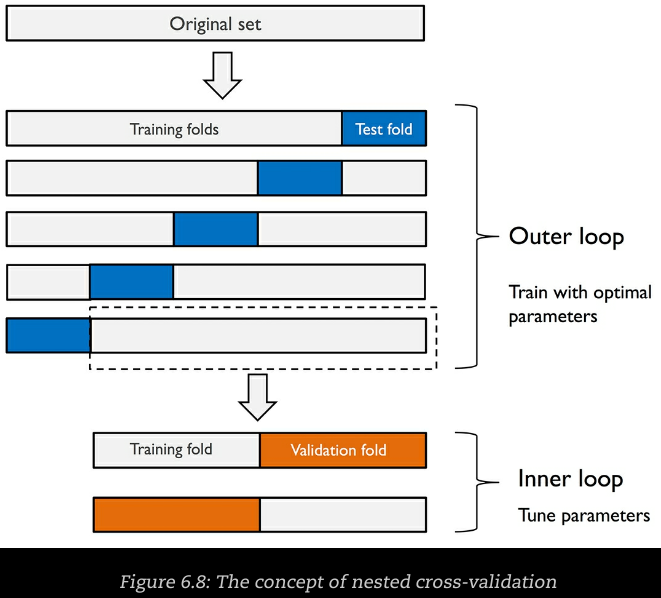 Original set
Training folds
Test fold
Outer loop
Train with optimal
parameters
Training fold
Validation fold
Inner loop
Tune parameters
Figure 6.8: The concept of nested cross-validation